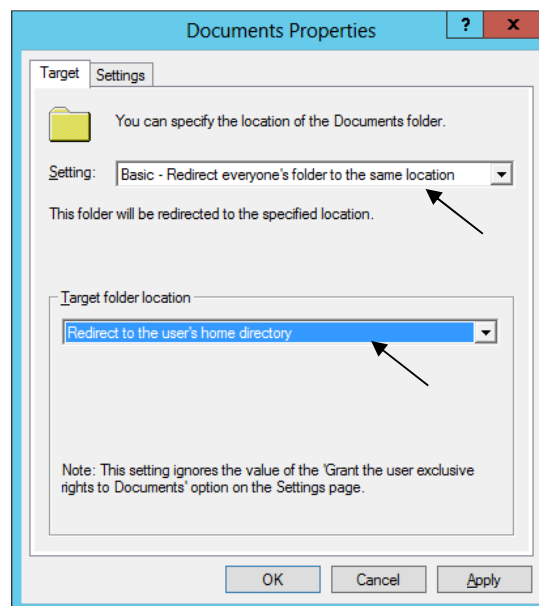 Documents Properties
?
x
Target
Settings
You can specify the location of the Documents folder.
Setting:
Basic - Redirect everyone's folder to the same location
This folder will be redirected to the specified location.
Target folder location
Redirect to the user's home directory
Note: This setting ignores the value of the 'Grant the user exclusive
rights to Documents' option on the Settings page.
OK
Cancel
Apply